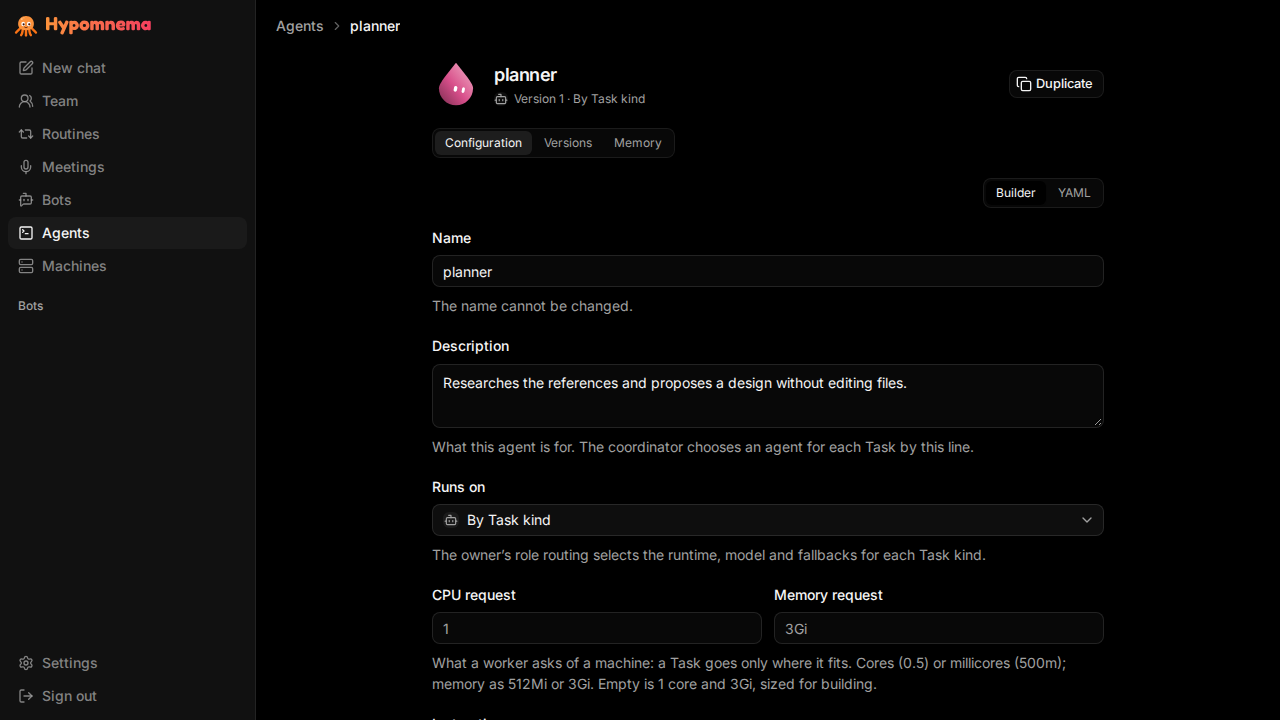 Hypomnema
New chat
Team
Routines
Meetings
Bots
Agents
Machines
Bots
Settings
Sign out
Agents
planner
planner
Version 1 · By Task kind
Duplicate
Configuration
Versions
Memory
Builder
YAML
Name
planner
The name cannot be changed.
Description
Researches the references and proposes a design without editing files.
What this agent is for. The coordinator chooses an agent for each Task by this line.
Runs on
By Task kind
The owner’s role routing selects the runtime, model and fallbacks for each Task kind.
CPU request
Memory request
1
3Gi
What a worker asks of a machine: a Task goes only where it fits. Cores (0.5) or millicores (500m);
memory as 512Mi or 3Gi. Empty is 1 core and 3Gi, sized for building.